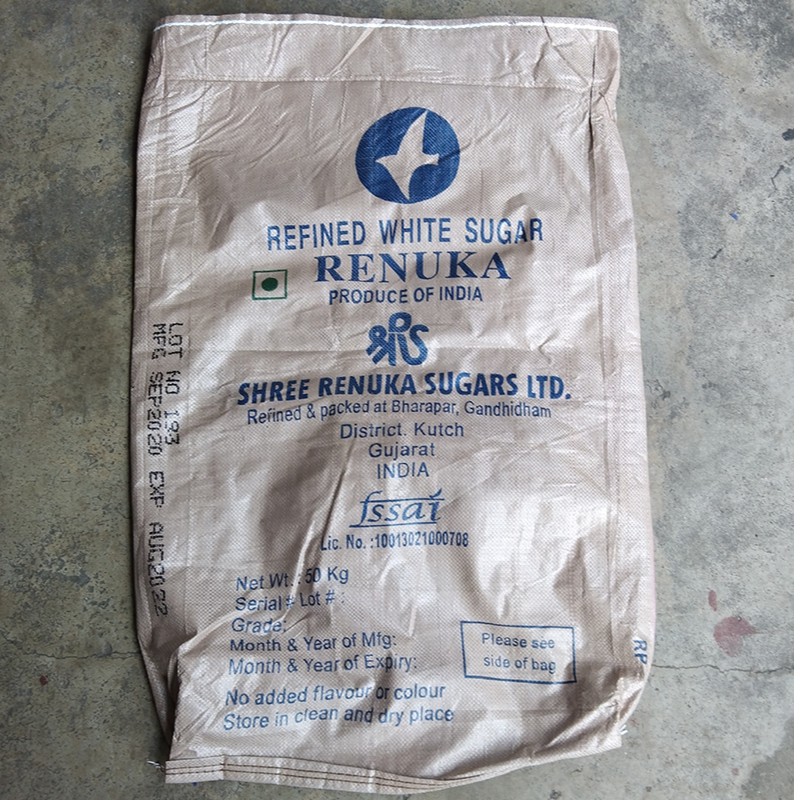 REFINED WHITE SUGAR
RENUKA
PRODUCE OF INDIA
श्री S
SHREE RENUKA SUGARS LTD.
Refined & packed at Bharapar, Gandhidham
District. Kutch
Gujarat
INDIA
fssai
Lic. No. :10013021000708
Net Wt. : 50 Kg
Serial # Lot # :
Grade:
Month & Year of Mfg:
Month & Year of Expiry:
Please see
side of bag
No added flavour or colour
Store in clean and dry place
LOT NO 193
MFG SEP2020 EXP AUG2022
RP